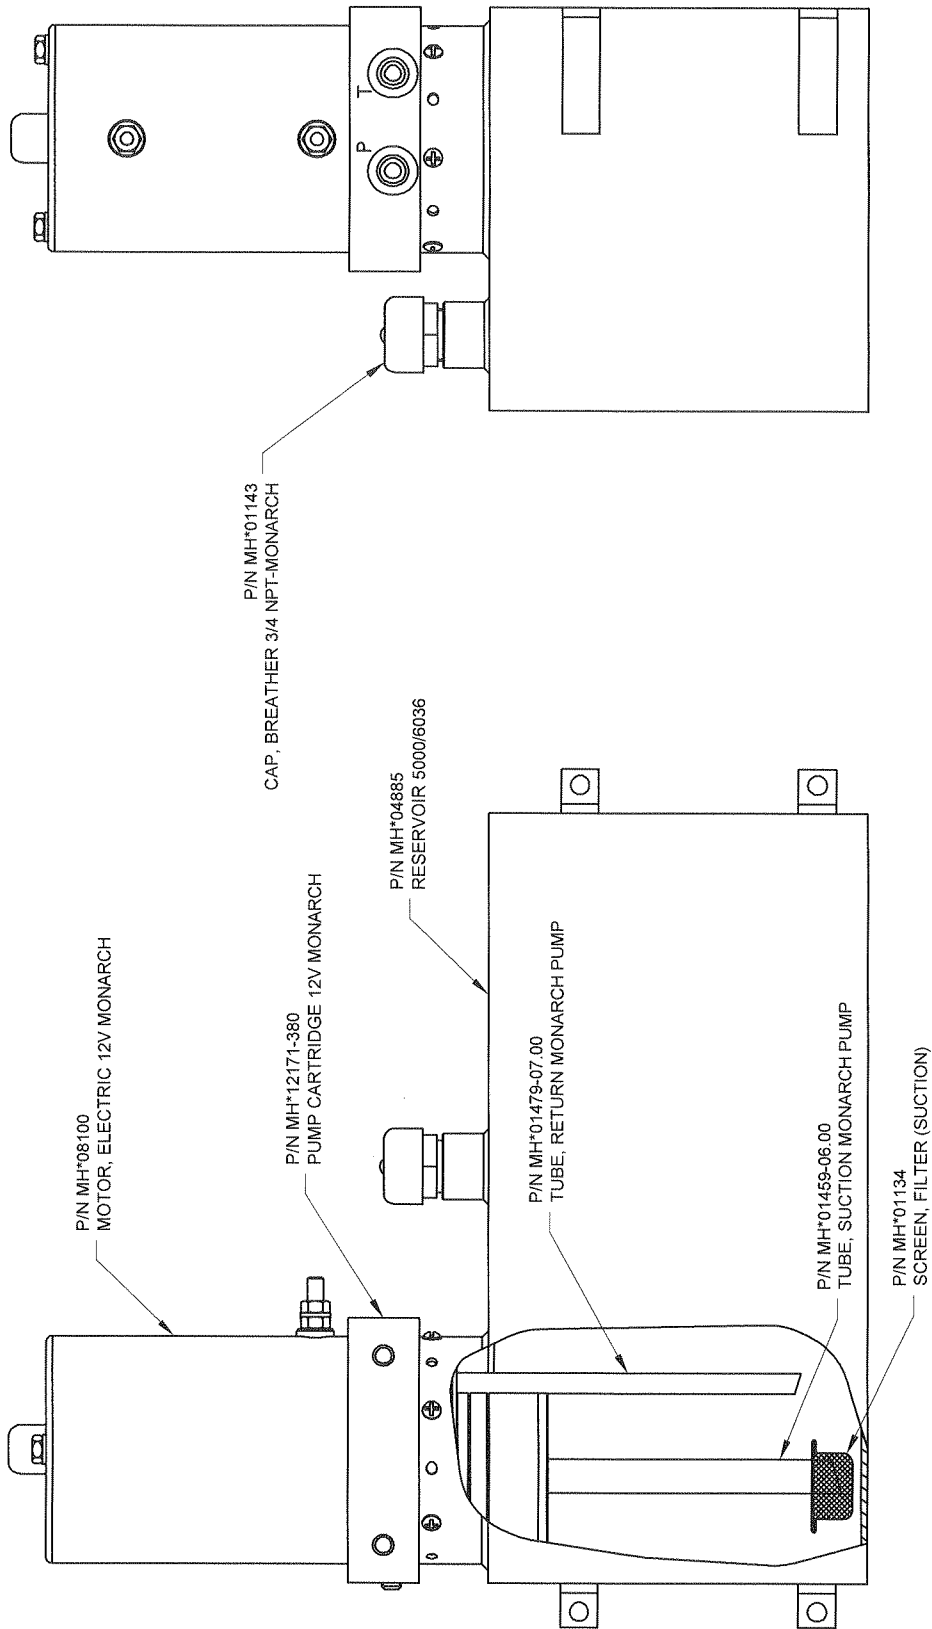 P/N MH*08100
MOTOR, ELECTRIC 12V MONARCH
P/N MH*12171-380
PUMP CARTRIDGE 12V MONARCH
P/N MH*04885
RESERVOIR 5000/6036
P/N MH*01479-07.00
TUBE, RETURN MONARCH PUMP
P/N MH*01459-06.00
TUBE, SUCTION MONARCH PUMP
P/N MH*01134
SCREEN, FILTER (SUCTION)
P/N MH*01143
CAP, BREATHER 3/4 NPT-MONARCH
P
T